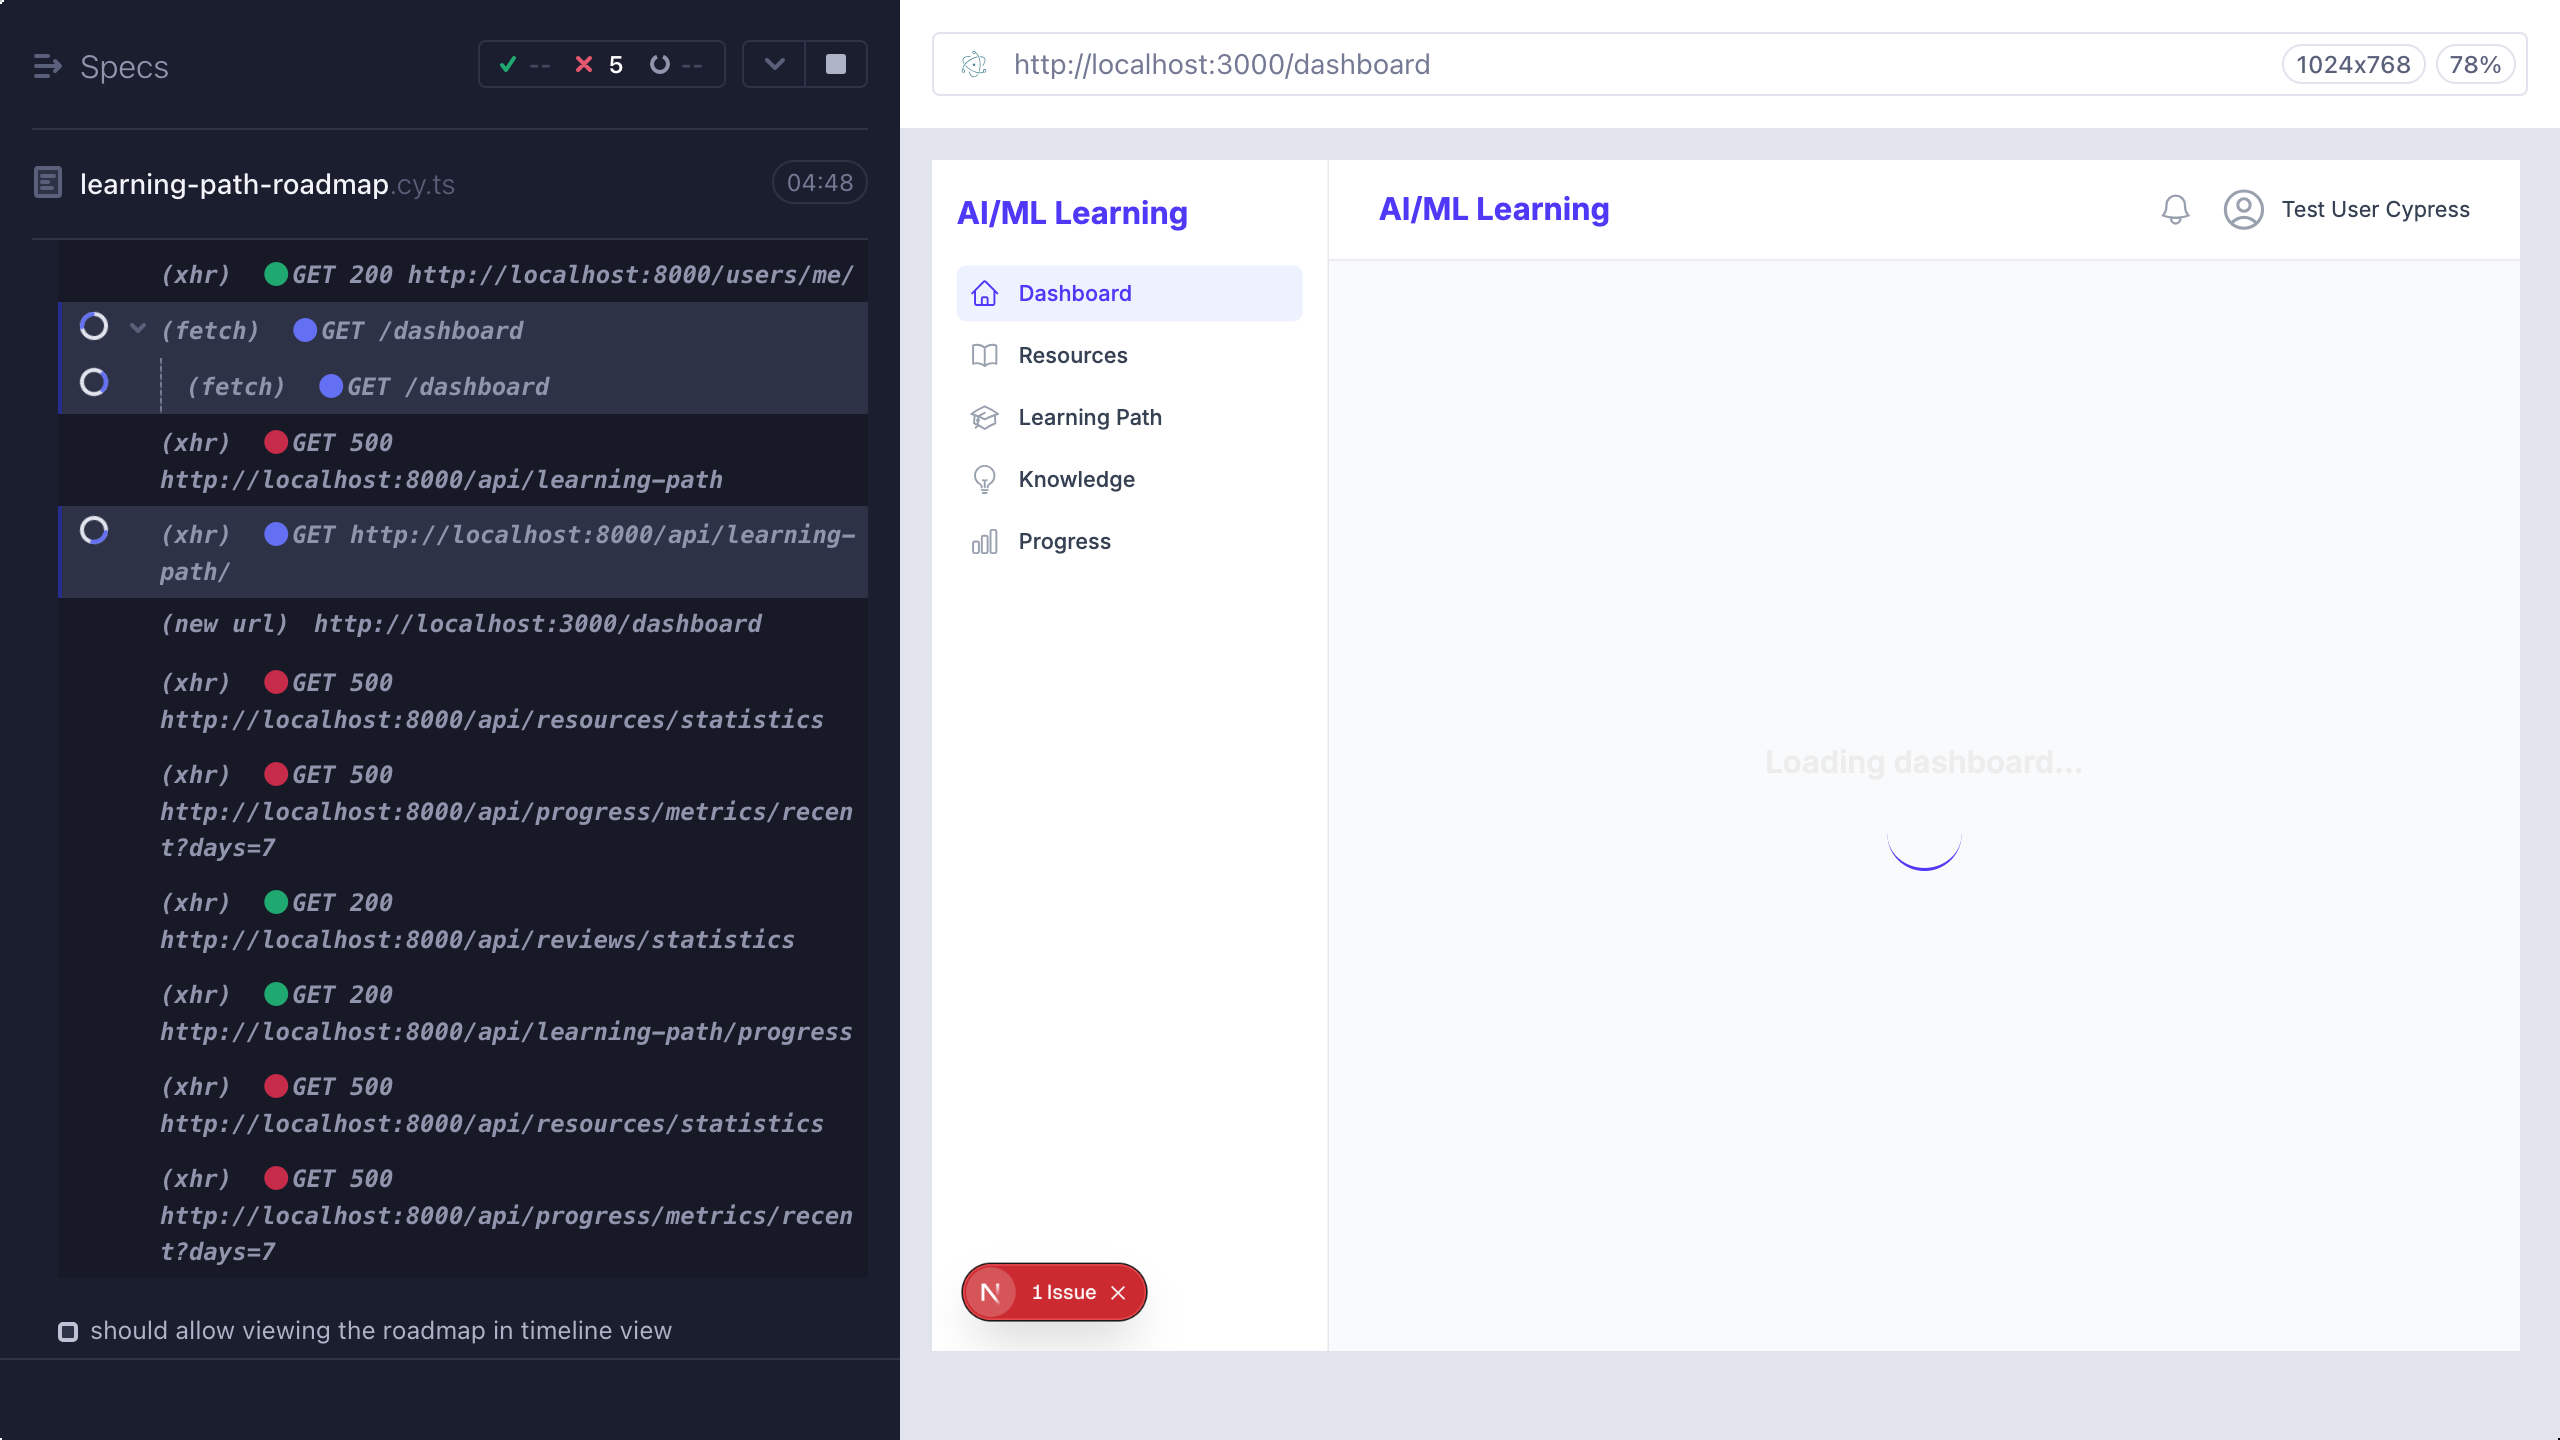 Specs
-- 5 --
learning-path-roadmap.cy.ts
04:48
(xhr) GET 200 http://localhost:8000/users/me/
(fetch) GET /dashboard
(fetch) GET /dashboard
(xhr) GET 500
http://localhost:8000/api/learning-path
(xhr) GET http://localhost:8000/api/learning-
path/
(new url) http://localhost:3000/dashboard
(xhr) GET 500
http://localhost:8000/api/resources/statistics
(xhr) GET 500
http://localhost:8000/api/progress/metrics/recen
t?days=7
(xhr) GET 200
http://localhost:8000/api/reviews/statistics
(xhr) GET 200
http://localhost:8000/api/learning-path/progress
(xhr) GET 500
http://localhost:8000/api/resources/statistics
(xhr) GET 500
http://localhost:8000/api/progress/metrics/recen
t?days=7
should allow viewing the roadmap in timeline view
http://localhost:3000/dashboard
1024x768
78%
AI/ML Learning
Dashboard
Resources
Learning Path
Knowledge
Progress
N 1 Issue
AI/ML Learning
Test User Cypress
Loading dashboard...